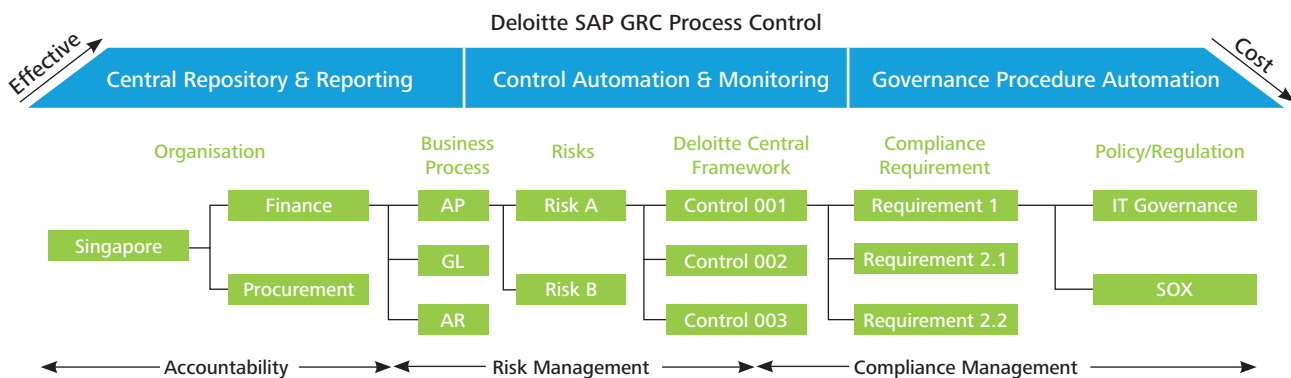 Deloitte SAP GRC Process Control
Effective
Cost
Central Repository & Reporting
Control Automation & Monitoring
Governance Procedure Automation
Organisation
Business
Process
Risks
Deloitte Central
Framework
Compliance
Requirement
Policy/Regulation
Finance
AP
Risk A
Control 001
Requirement 1
IT Governance
Singapore
GL
Control 002
Requirement 2.1
Procurement
Risk B
SOX
AR
Control 003
Requirement 2.2
Accountability
Risk Management
Compliance Management